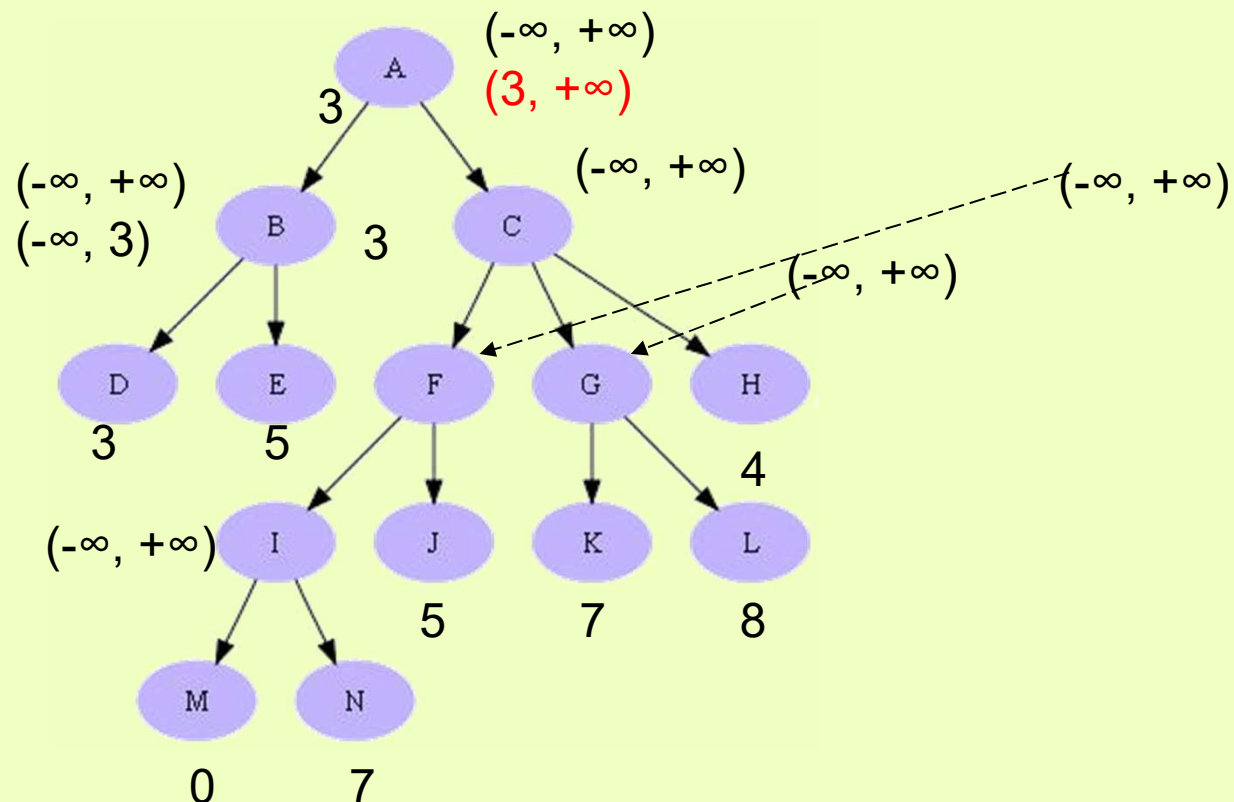 (-∞, +∞)
A
(3, +∞)
3
(-∞, +∞)
(-∞, +∞)
(-∞, +∞)
B
3
C
(-∞, 3)
(-∞, +∞)
D
E
F
G
H
3
5
4
(-∞, +∞)
I
J
K
L
5
7
8
M
N
0
7